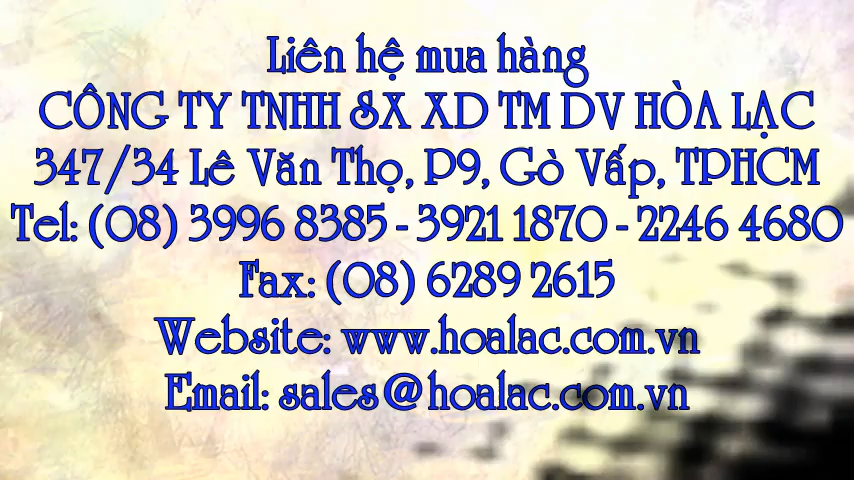 Liên hệ mua hàng
CÔNG TY TNHH SX XD TM DV HÒA LẠC
347/34 Lê Văn Thọ, P9, Gò Vấp, TPHCM
Tel: (08) 3996 8385 - 3921 1870 - 2246 4680
Fax: (08) 6289 2615
Website: www.hoalac.com.vn
Email: sales@hoalac.com.vn